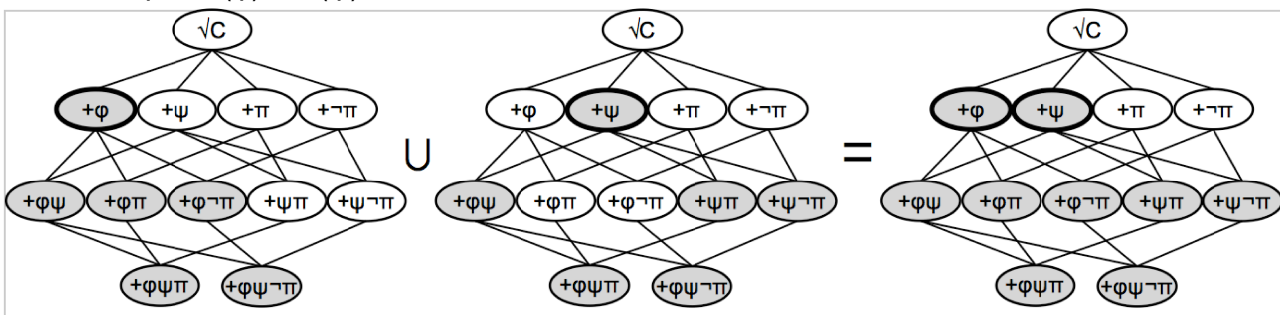 √C √C √C
+φ +ψ +π +¬π +φ +ψ +π +¬π +φ +ψ +π +¬π
∪ =
+φψ +φπ +φ¬π +ψπ +ψ¬π +φψ +φπ +φ¬π +ψπ +ψ¬π +φψ +φπ +φ¬π +ψπ +ψ¬π
+φψπ +φψ¬π +φψπ +φψ¬π +φψπ +φψ¬π